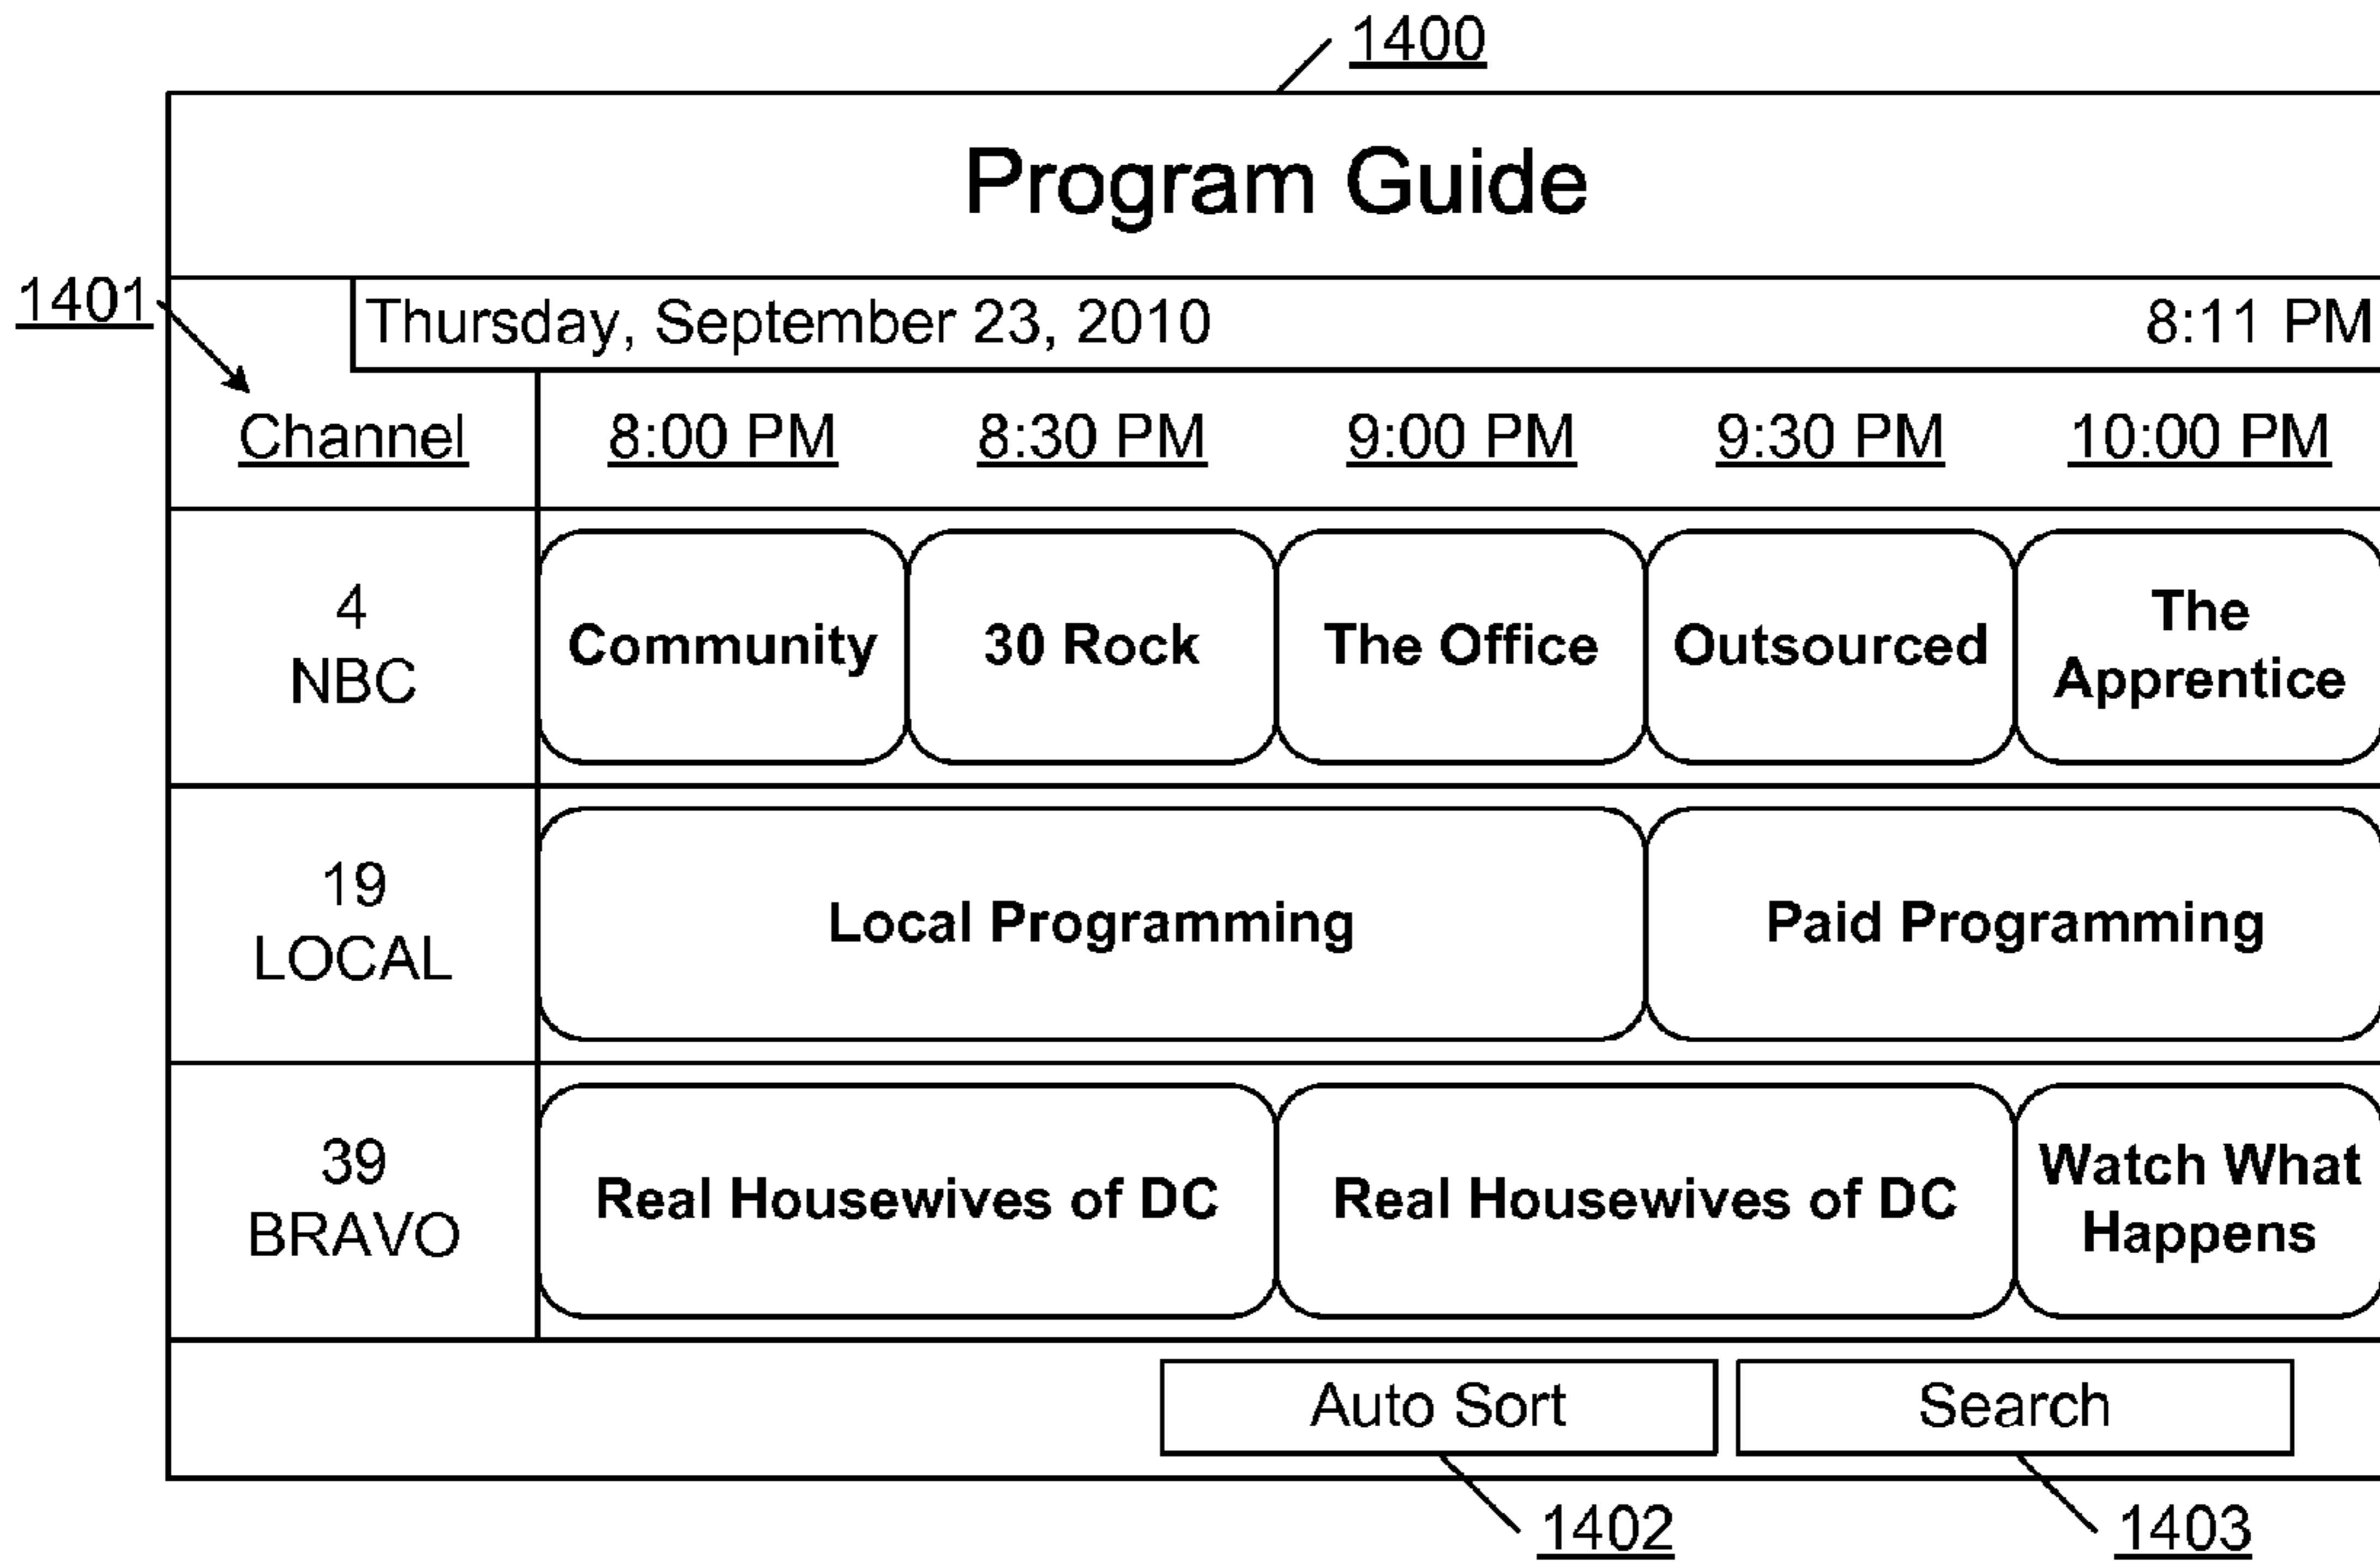 1400
Program Guide
1401
Thursday, September 23, 2010 8:11 PM
Channel 8:00 PM 8:30 PM 9:00 PM 9:30 PM 10:00 PM
4
NBC
Community 30 Rock The Office Outsourced
The
Apprentice
19
LOCAL
Local Programming Paid Programming
39
BRAVO
Real Housewives of DC Real Housewives of DC
Watch What
Happens
Auto Sort Search
1402 1403